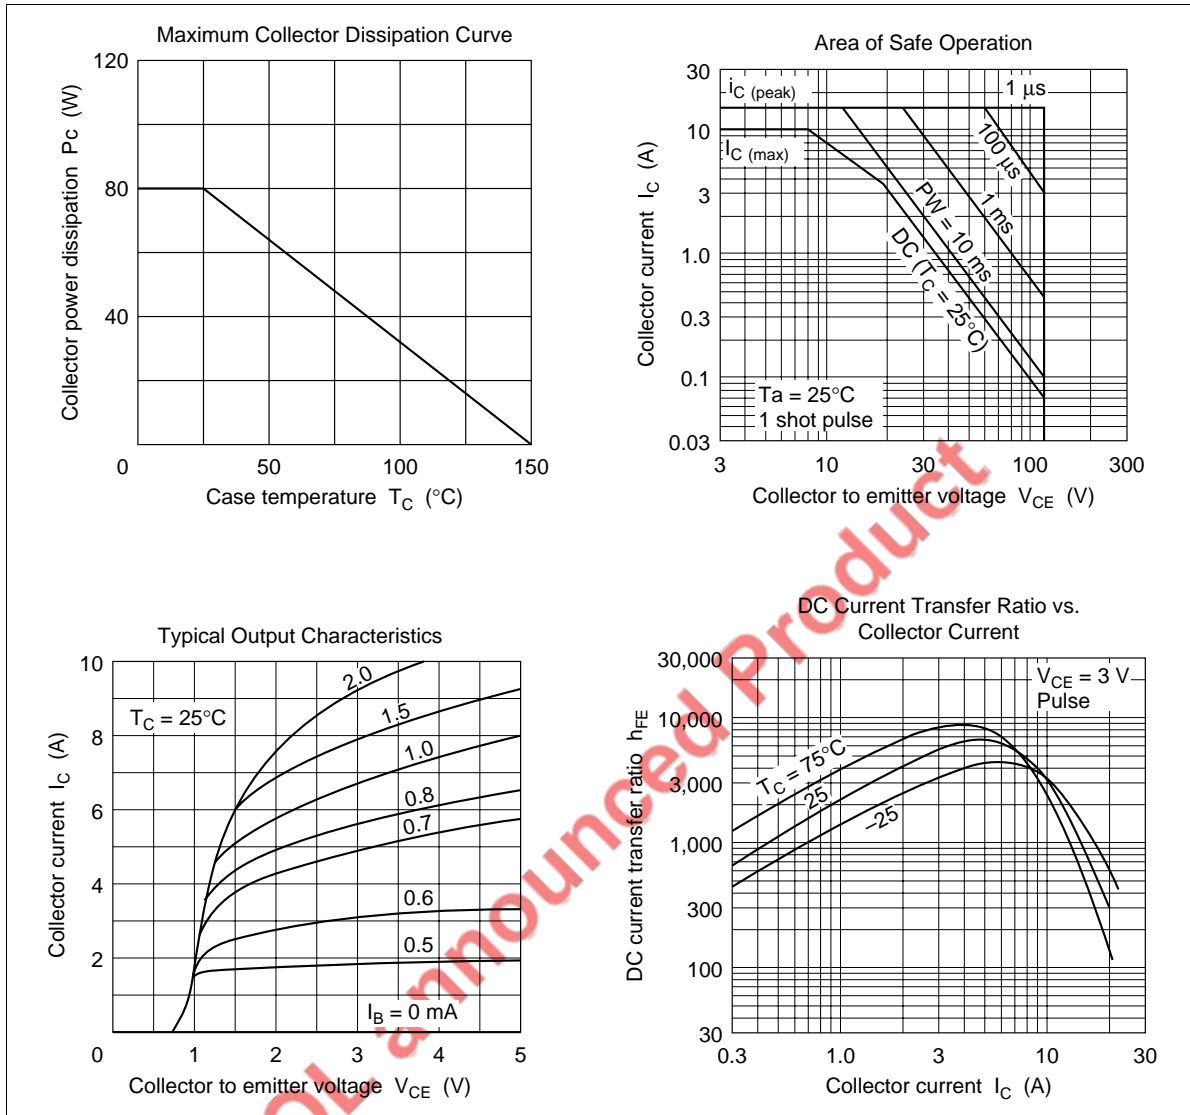 Maximum Collector Dissipation Curve
120
80
40
0
50
100
150
Collector power dissipation Pc (W)
Case temperature TC (°C)
Area of Safe Operation
30
10
3
1.0
0.3
0.1
0.03
3
10
30
100
300
iC (peak)
IC (max)
1 µs
100 µs
1 ms
PW = 10 ms
DC (TC = 25°C)
Ta = 25°C
1 shot pulse
Collector current IC (A)
Collector to emitter voltage VCE (V)
Typical Output Characteristics
10
8
6
4
2
0
1
2
3
4
5
TC = 25°C
2.0
1.5
1.0
0.8
0.7
0.6
0.5
IB = 0 mA
Collector current IC (A)
Collector to emitter voltage VCE (V)
DC Current Transfer Ratio vs.
Collector Current
30,000
10,000
3,000
1,000
300
100
30
0.3
1.0
3
10
30
VCE = 3 V
Pulse
TC = 75°C
25
–25
DC current transfer ratio hFE
Collector current IC (A)
OL announced Product